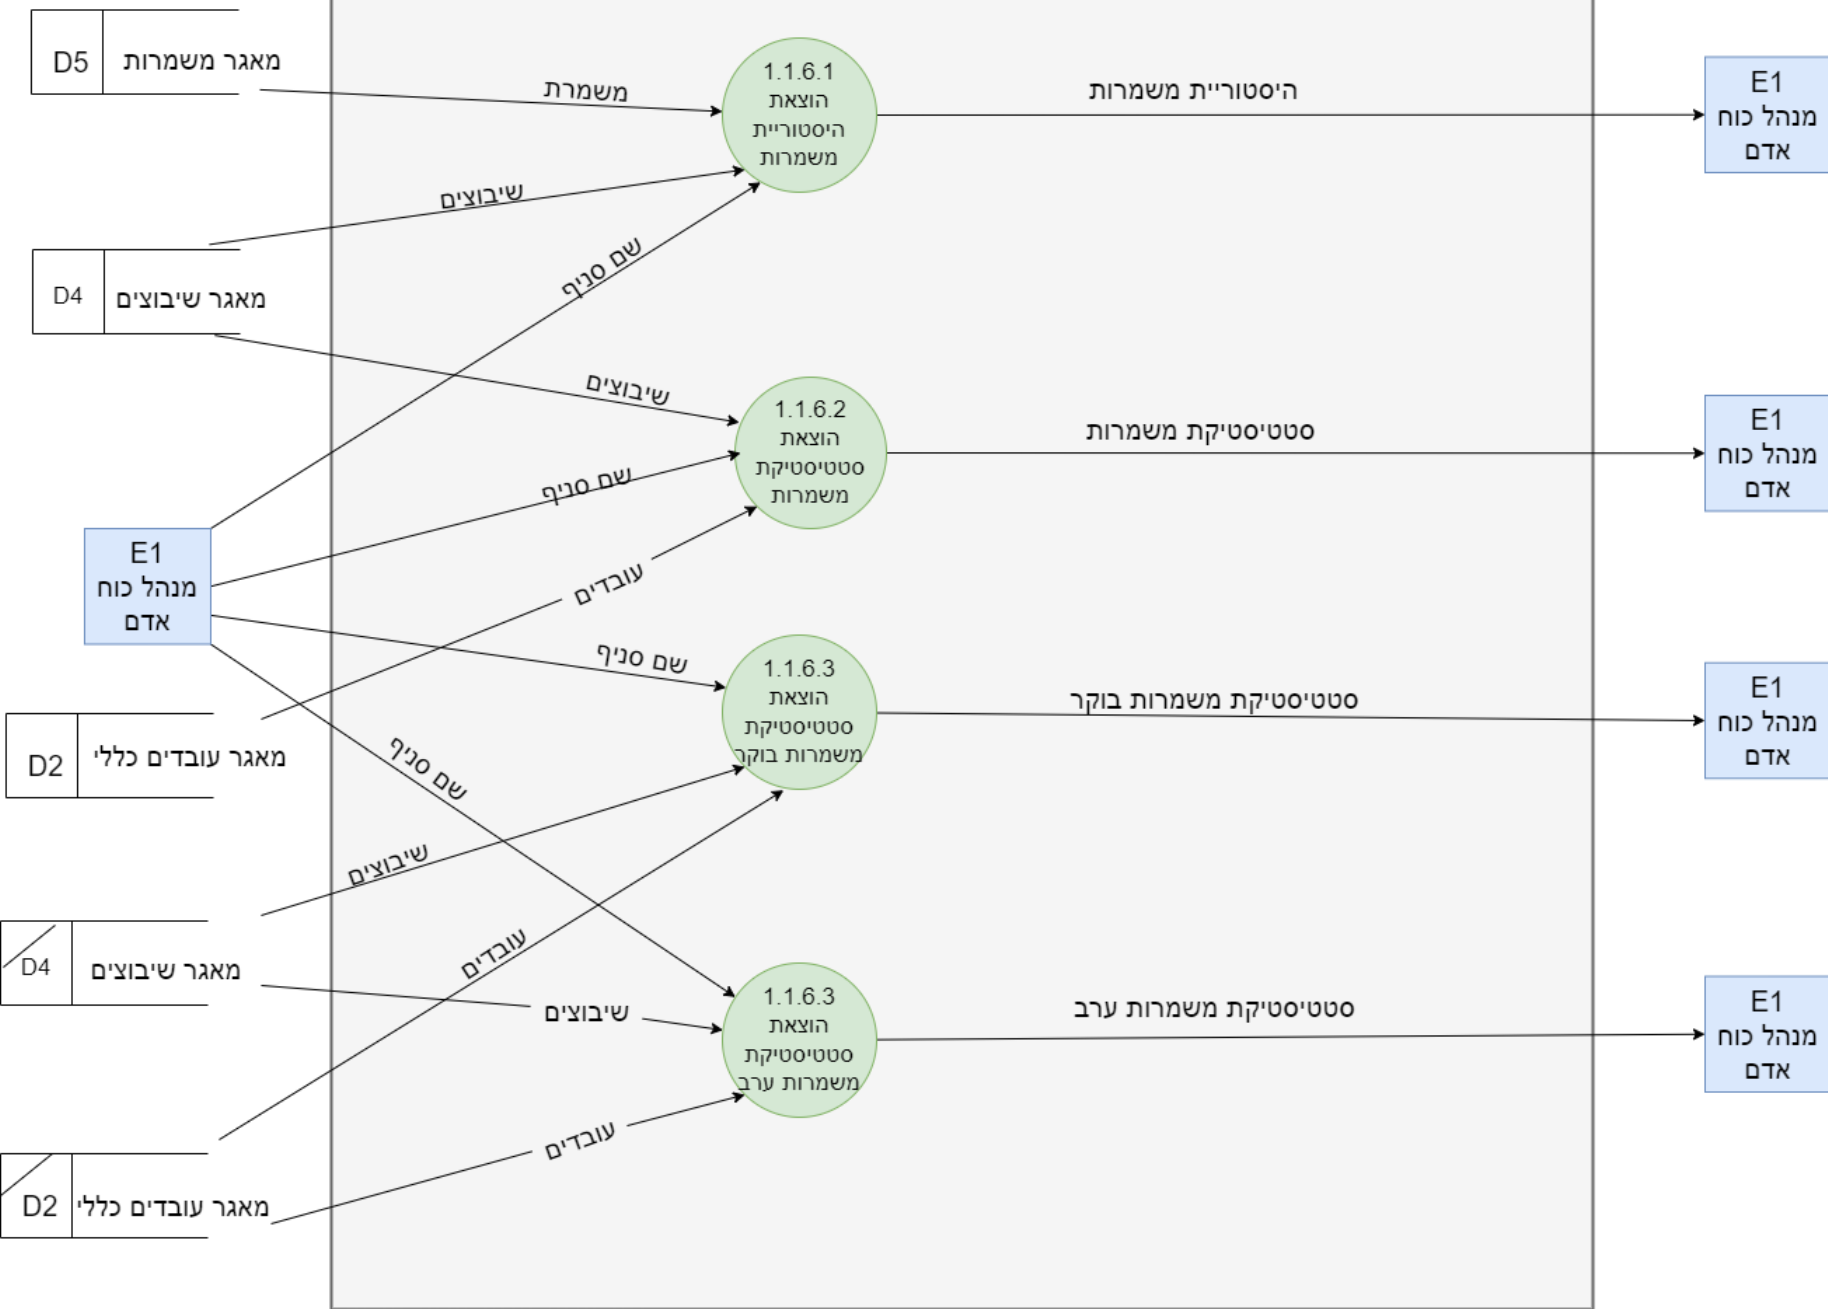 D5
מאגר משמרות
משמרת
1.1.6.1
הוצאת
היסטוריית
משמרות
היסטוריית משמרות
E1
מנהל כוח
אדם
שיבוצים
שם סניף
D4
מאגר שיבוצים
שיבוצים
1.1.6.2
הוצאת
סטטיסטיקת
משמרות
סטטיסטיקת משמרות
E1
מנהל כוח
אדם
שם סניף
עובדים
E1
מנהל כוח
אדם
שם סניף
1.1.6.3
הוצאת
סטטיסטיקת
משמרות בוקר
סטטיסטיקת משמרות בוקר
E1
מנהל כוח
אדם
D2
מאגר עובדים כללי
שם סניף
שיבוצים
עובדים
D4
מאגר שיבוצים
שיבוצים
1.1.6.3
הוצאת
סטטיסטיקת
משמרות ערב
סטטיסטיקת משמרות ערב
E1
מנהל כוח
אדם
עובדים
D2
מאגר עובדים כללי